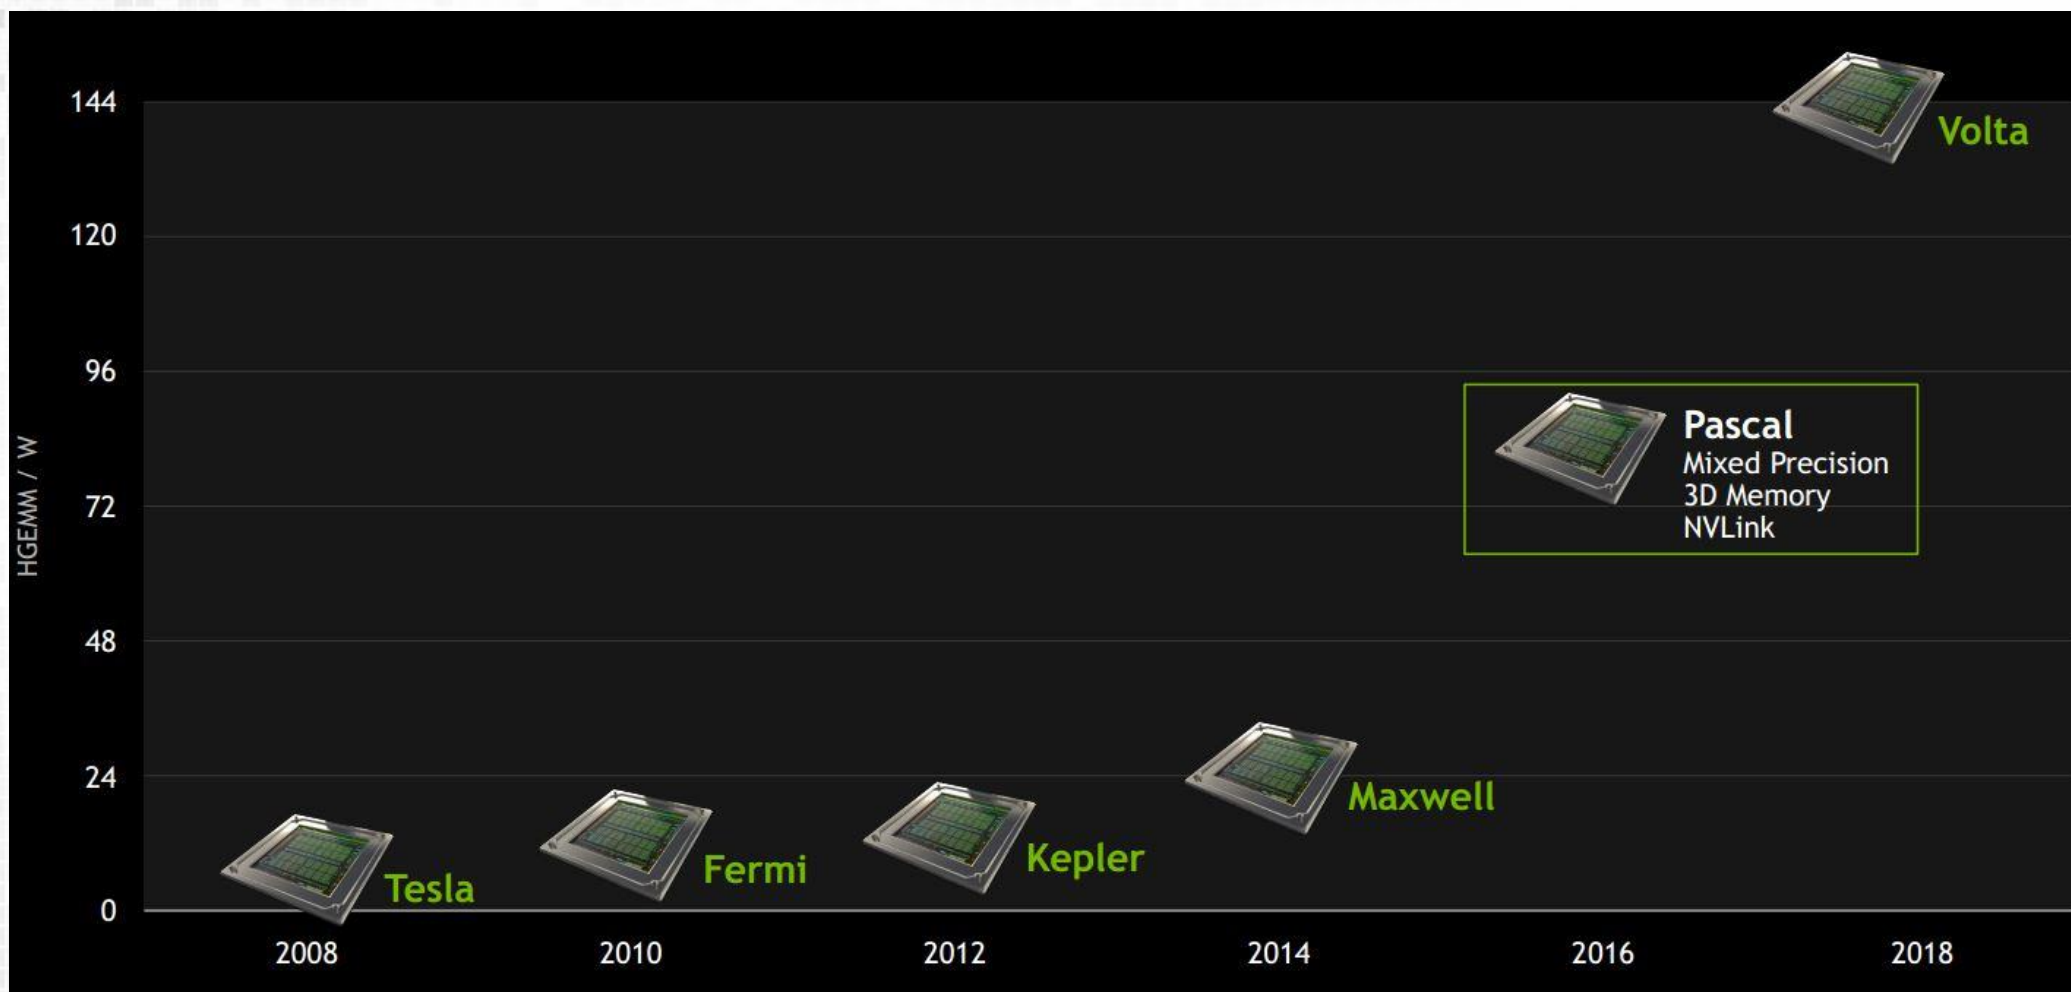 144
Volta
120
96
Pascal
Mixed Precision
3D Memory
NVLink
72
HGEMM / W
48
24
Maxwell
Kepler
Fermi
Tesla
0
2008 2010 2012 2014 2016 2018